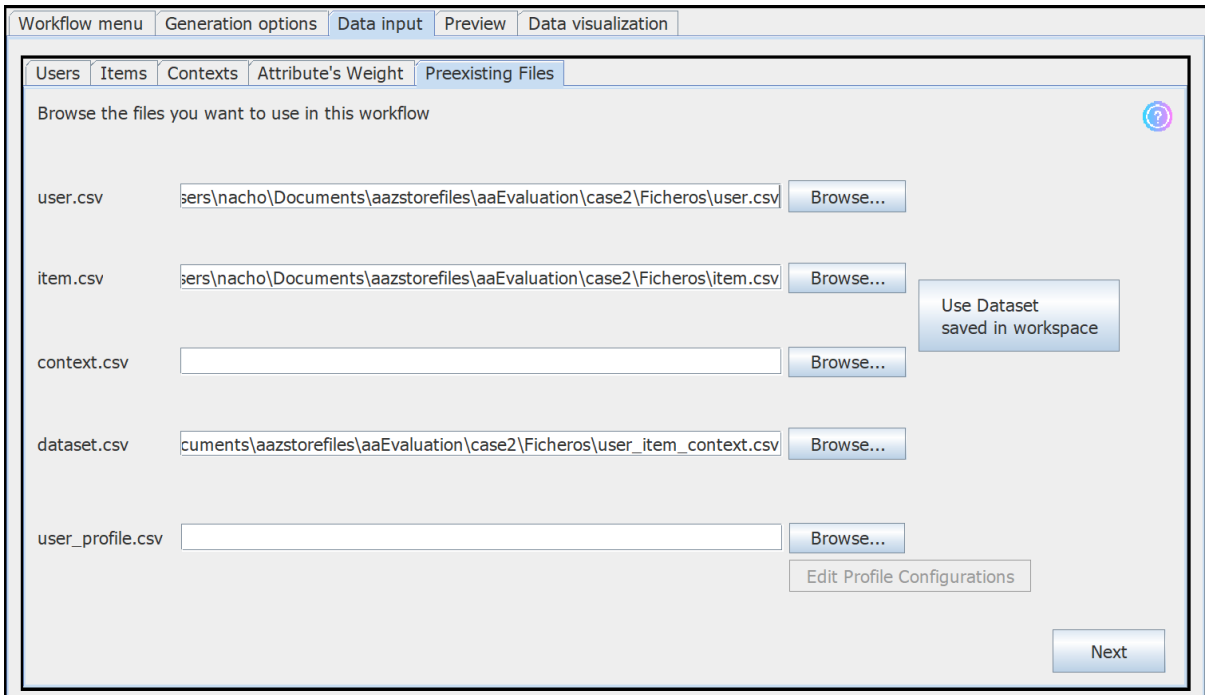 Workflow menu Generation options Data input Preview Data visualization
Users Items Contexts Attribute's Weight Preexisting Files
Browse the files you want to use in this workflow
?
user.csv sers\nacho\Documents\aazstorefiles\aaEvaluation\case2\Ficheros\user.csv Browse...
item.csv sers\nacho\Documents\aazstorefiles\aaEvaluation\case2\Ficheros\item.csv Browse...
Use Dataset
saved in workspace
context.csv Browse...
dataset.csv cuments\aazstorefiles\aaEvaluation\case2\Ficheros\user_item_context.csv Browse...
user_profile.csv Browse...
Edit Profile Configurations
Next